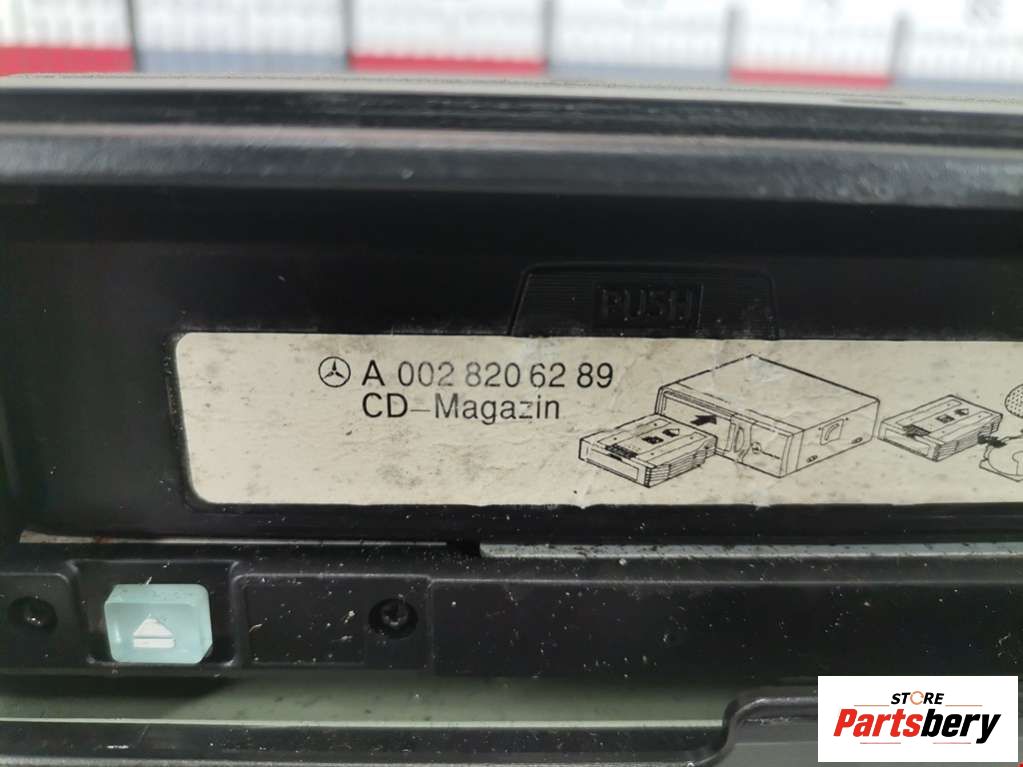 PUSH
A 002 820 62 89
CD-Magazin
STORE
Partsbery